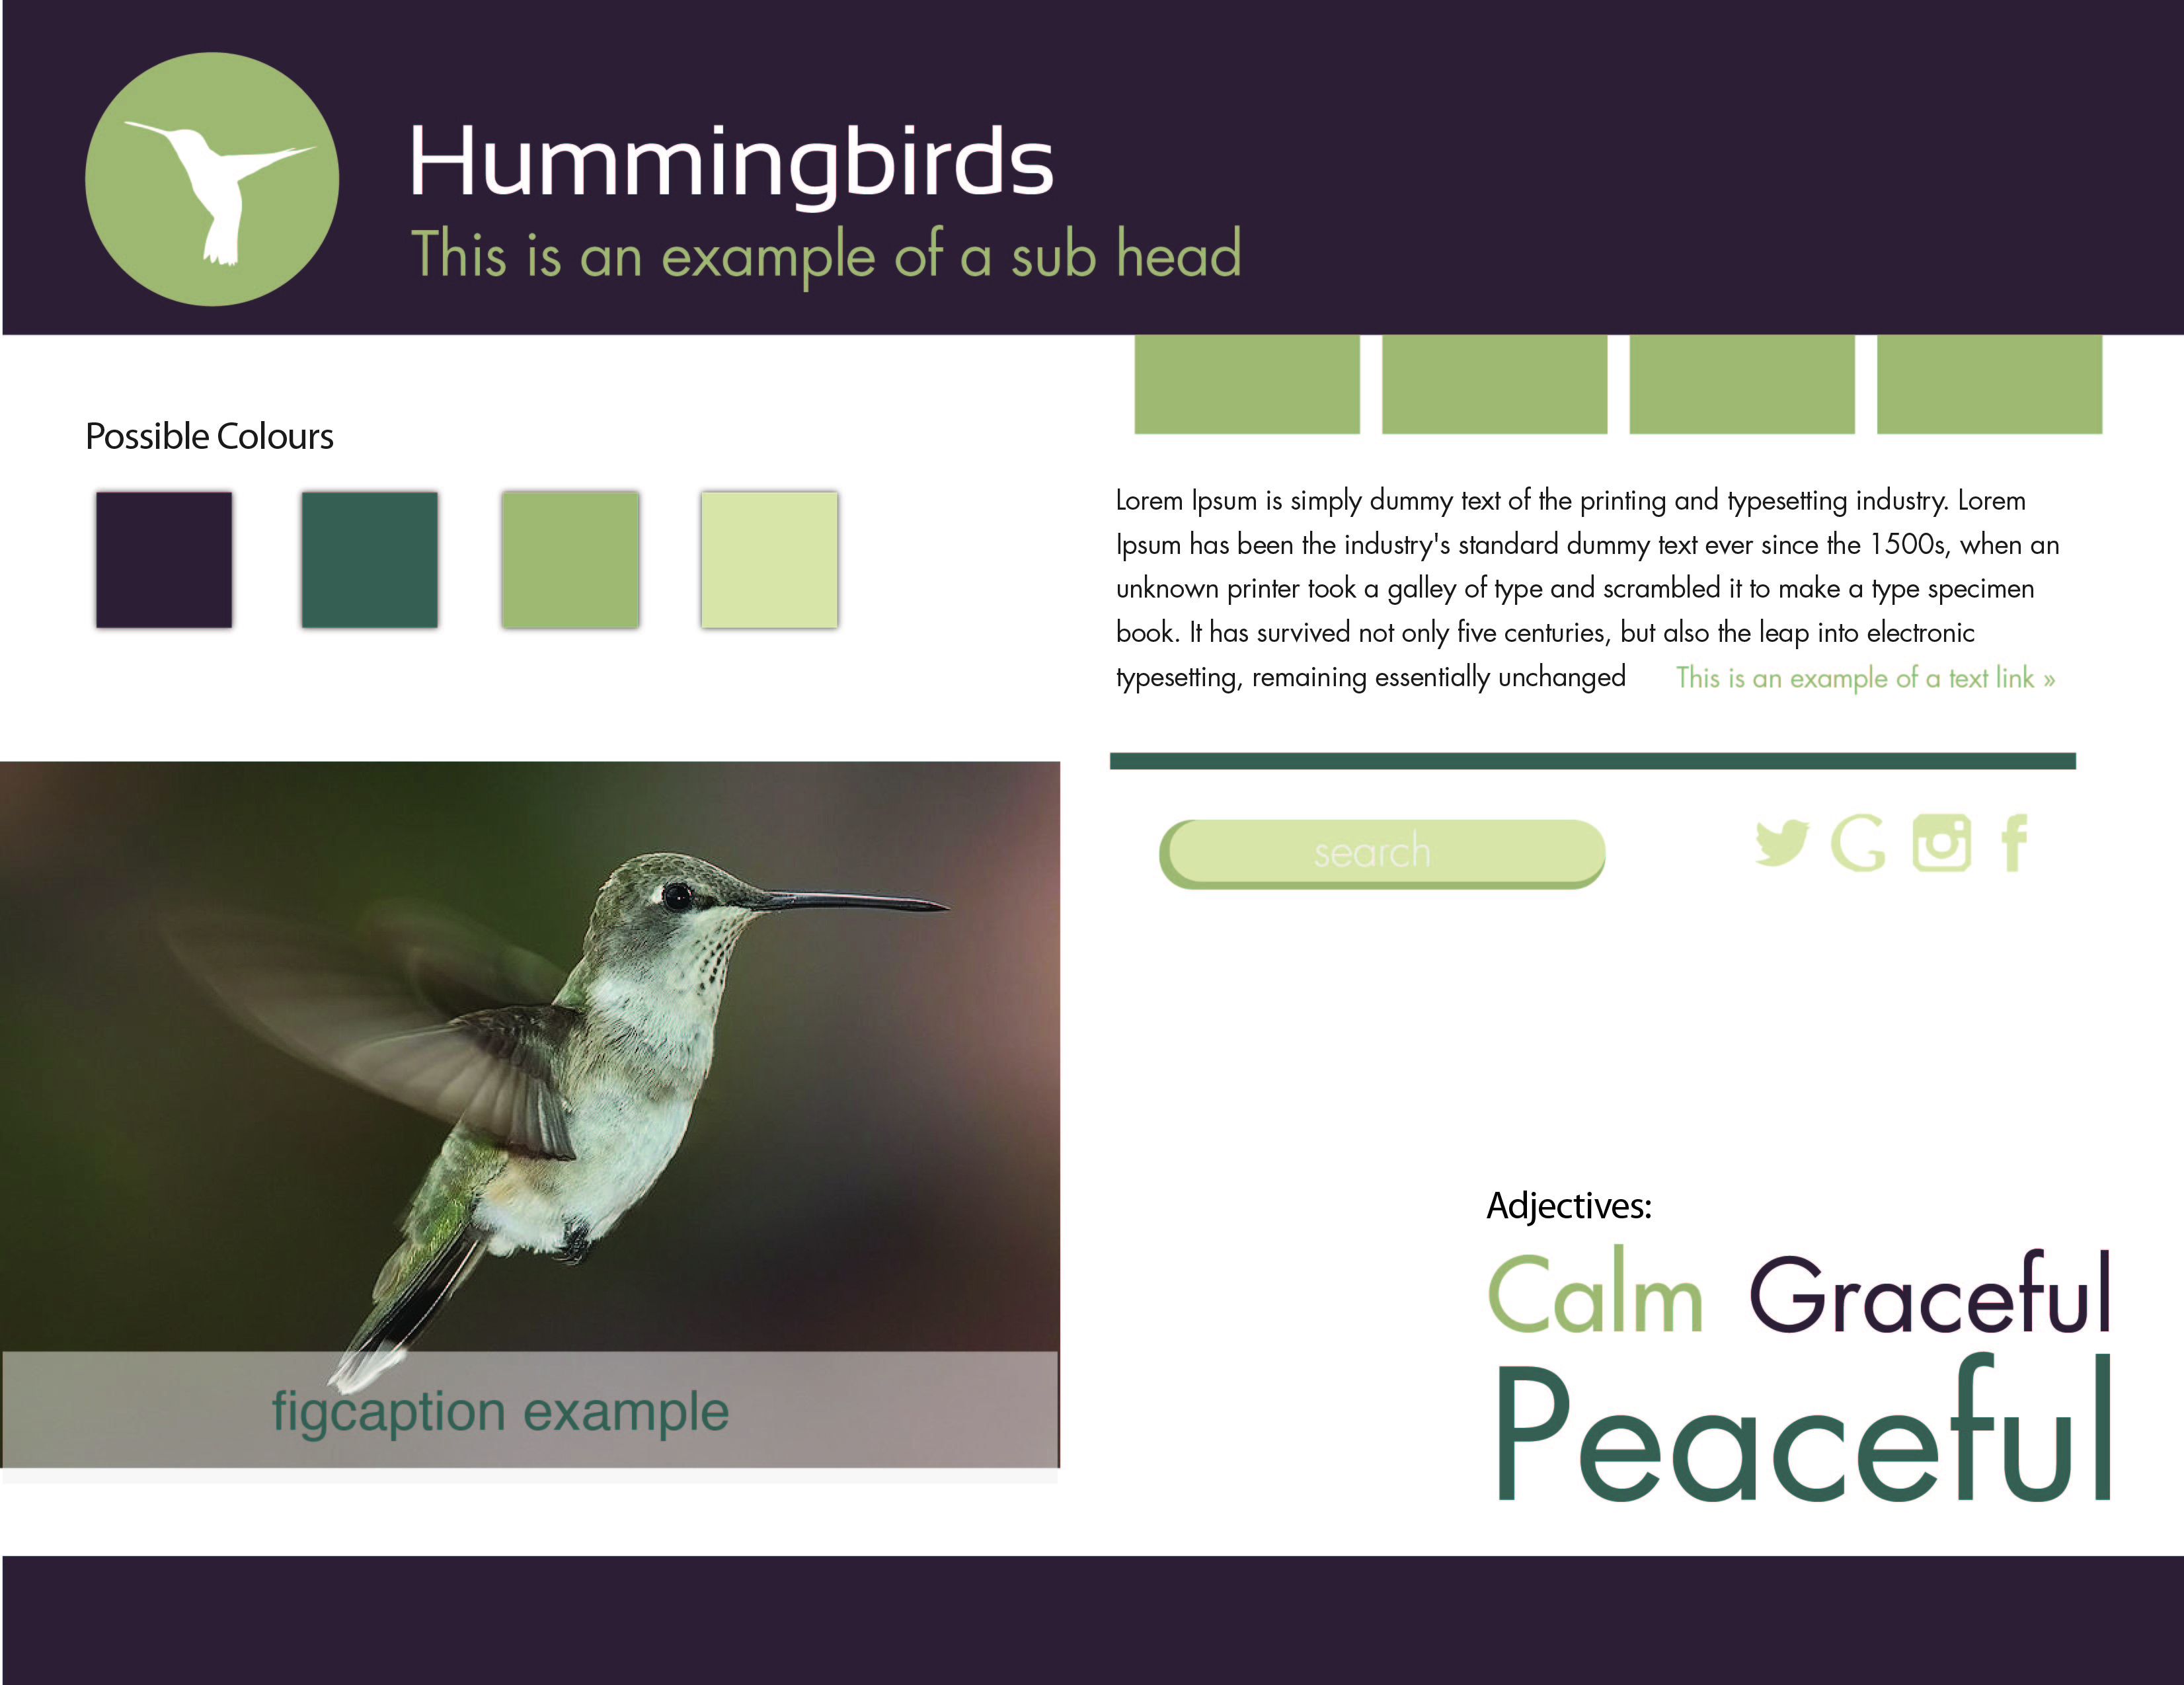 Hummingbirds
This is an example of a sub head
Possible Colours
Lorem Ipsum is simply dummy text of the printing and typesetting industry. Lorem
Ipsum has been the industry's standard dummy text ever since the 1500s, when an
unknown printer took a galley of type and scrambled it to make a type specimen
book. It has survived not only five centuries, but also the leap into electronic
typesetting, remaining essentially unchanged This is an example of a text link »
search
figcaption example
Adjectives:
Calm Graceful
Peaceful